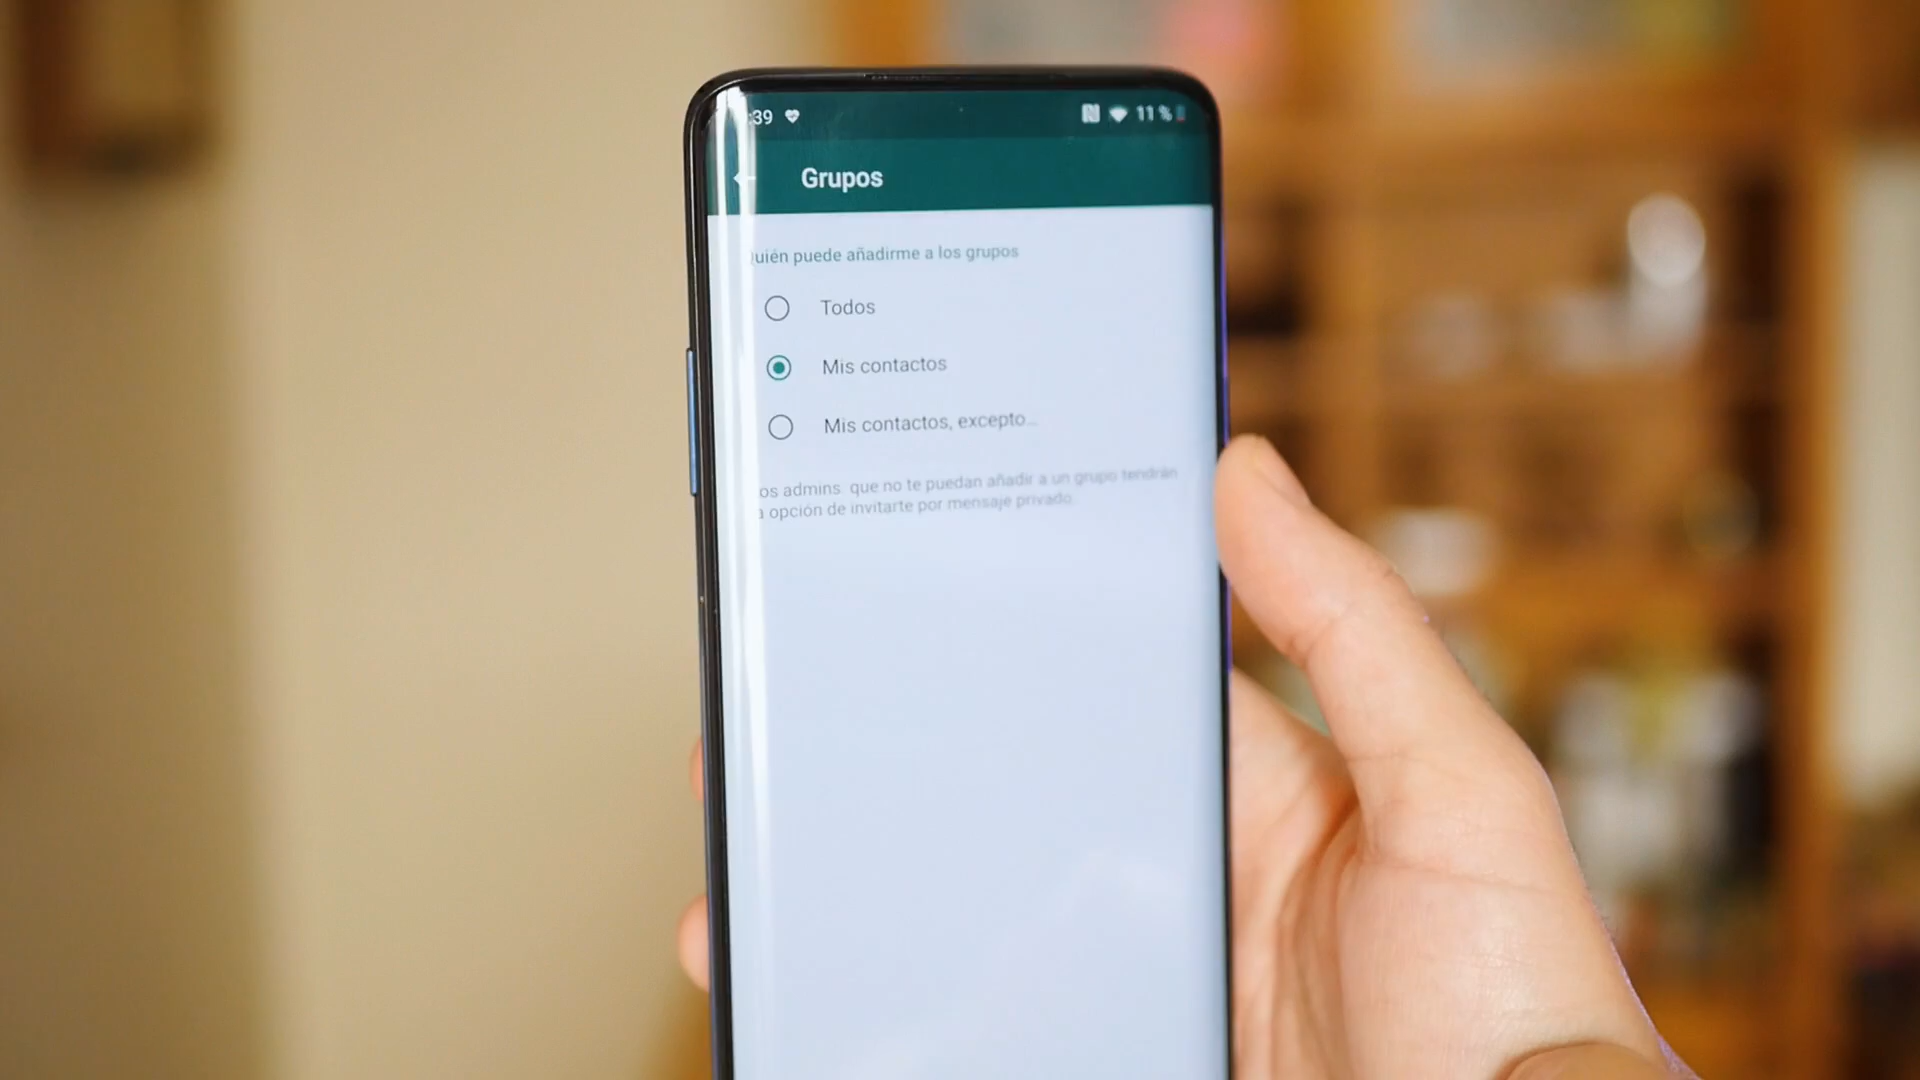 :39 11 %
Grupos
uién puede añadirme a los grupos
Todos
Mis contactos
Mis contactos, excepto...
os admins. que no te puedan añadir a un grupo tendrán
a opción de invitarte por mensaje privado.